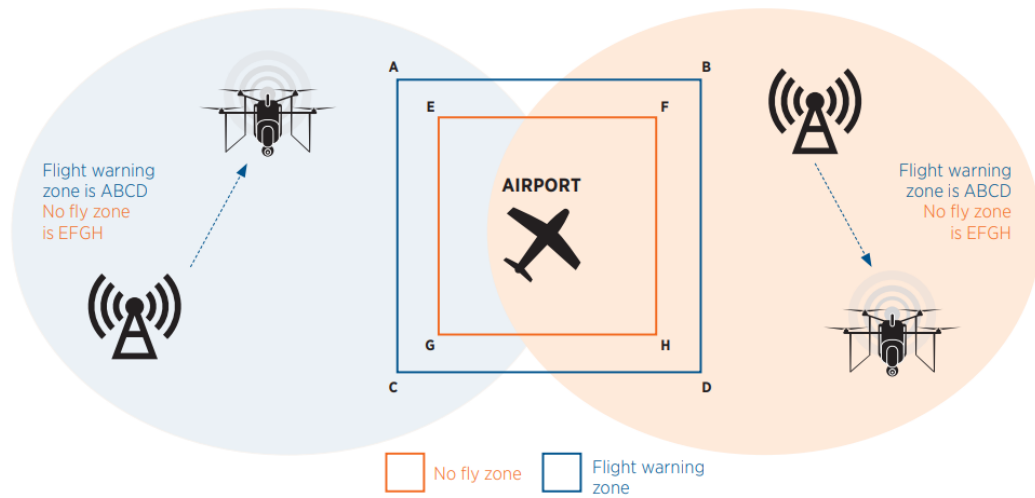 A
B
E
F
Flight warning
zone is ABCD
No fly zone
is EFGH
AIRPORT
Flight warning
zone is ABCD
No fly zone
is EFGH
G
H
C
D
No fly zone
Flight warning
zone